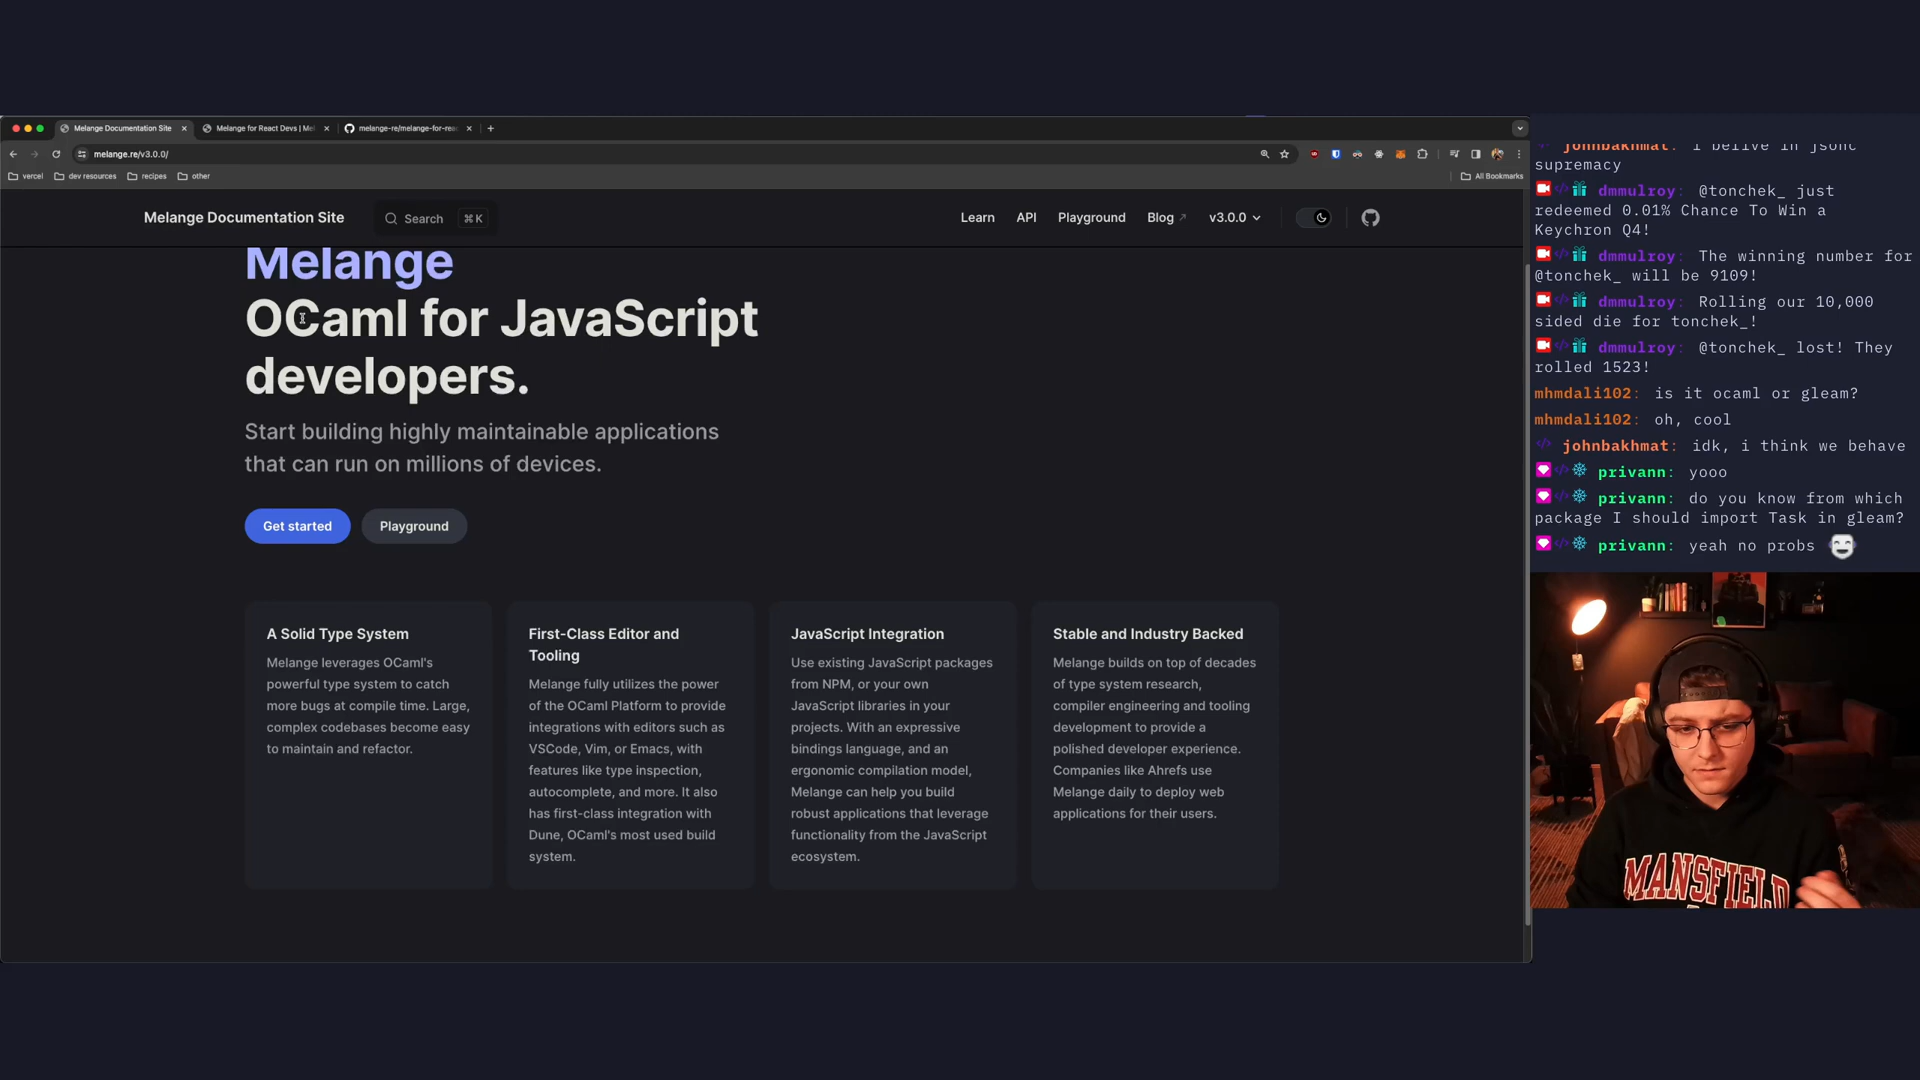 Melange Documentation Site
Melange for React Devs | Me
melange-re/melange-for-rea
melange.re/v3.0.0/
vercel
dev resources
recipes
other
All Bookmarks
Melange Documentation Site
Search
⌘K
Learn
API
Playground
Blog ↗
v3.0.0
Melange
OCaml for JavaScript
developers.
Start building highly maintainable applications
that can run on millions of devices.
Get started
Playground
A Solid Type System
Melange leverages OCaml's
powerful type system to catch
more bugs at compile time. Large,
complex codebases become easy
to maintain and refactor.
First-Class Editor and
Tooling
Melange fully utilizes the power
of the OCaml Platform to provide
integrations with editors such as
VSCode, Vim, or Emacs, with
features like type inspection,
autocomplete, and more. It also
has first-class integration with
Dune, OCaml's most used build
system.
JavaScript Integration
Use existing JavaScript packages
from NPM, or your own
JavaScript libraries in your
projects. With an expressive
bindings language, and an
ergonomic compilation model,
Melange can help you build
robust applications that leverage
functionality from the JavaScript
ecosystem.
Stable and Industry Backed
Melange builds on top of decades
of type system research,
compiler engineering and tooling
development to provide a
polished developer experience.
Companies like Ahrefs use
Melange daily to deploy web
applications for their users.
johnbakhmat: i belive in jsonc
supremacy
dmmulroy: @tonchek_ just
redeemed 0.01% Chance To Win a
Keychron Q4!
dmmulroy: The winning number for
@tonchek_ will be 9109!
dmmulroy: Rolling our 10,000
sided die for tonchek_!
dmmulroy: @tonchek_ lost! They
rolled 1523!
mhmdali102: is it ocaml or gleam?
mhmdali102: oh, cool
johnbakhmat: idk, i think we behave
privann: yooo
privann: do you know from which
package I should import Task in gleam?
privann: yeah no probs
MANSFIELD